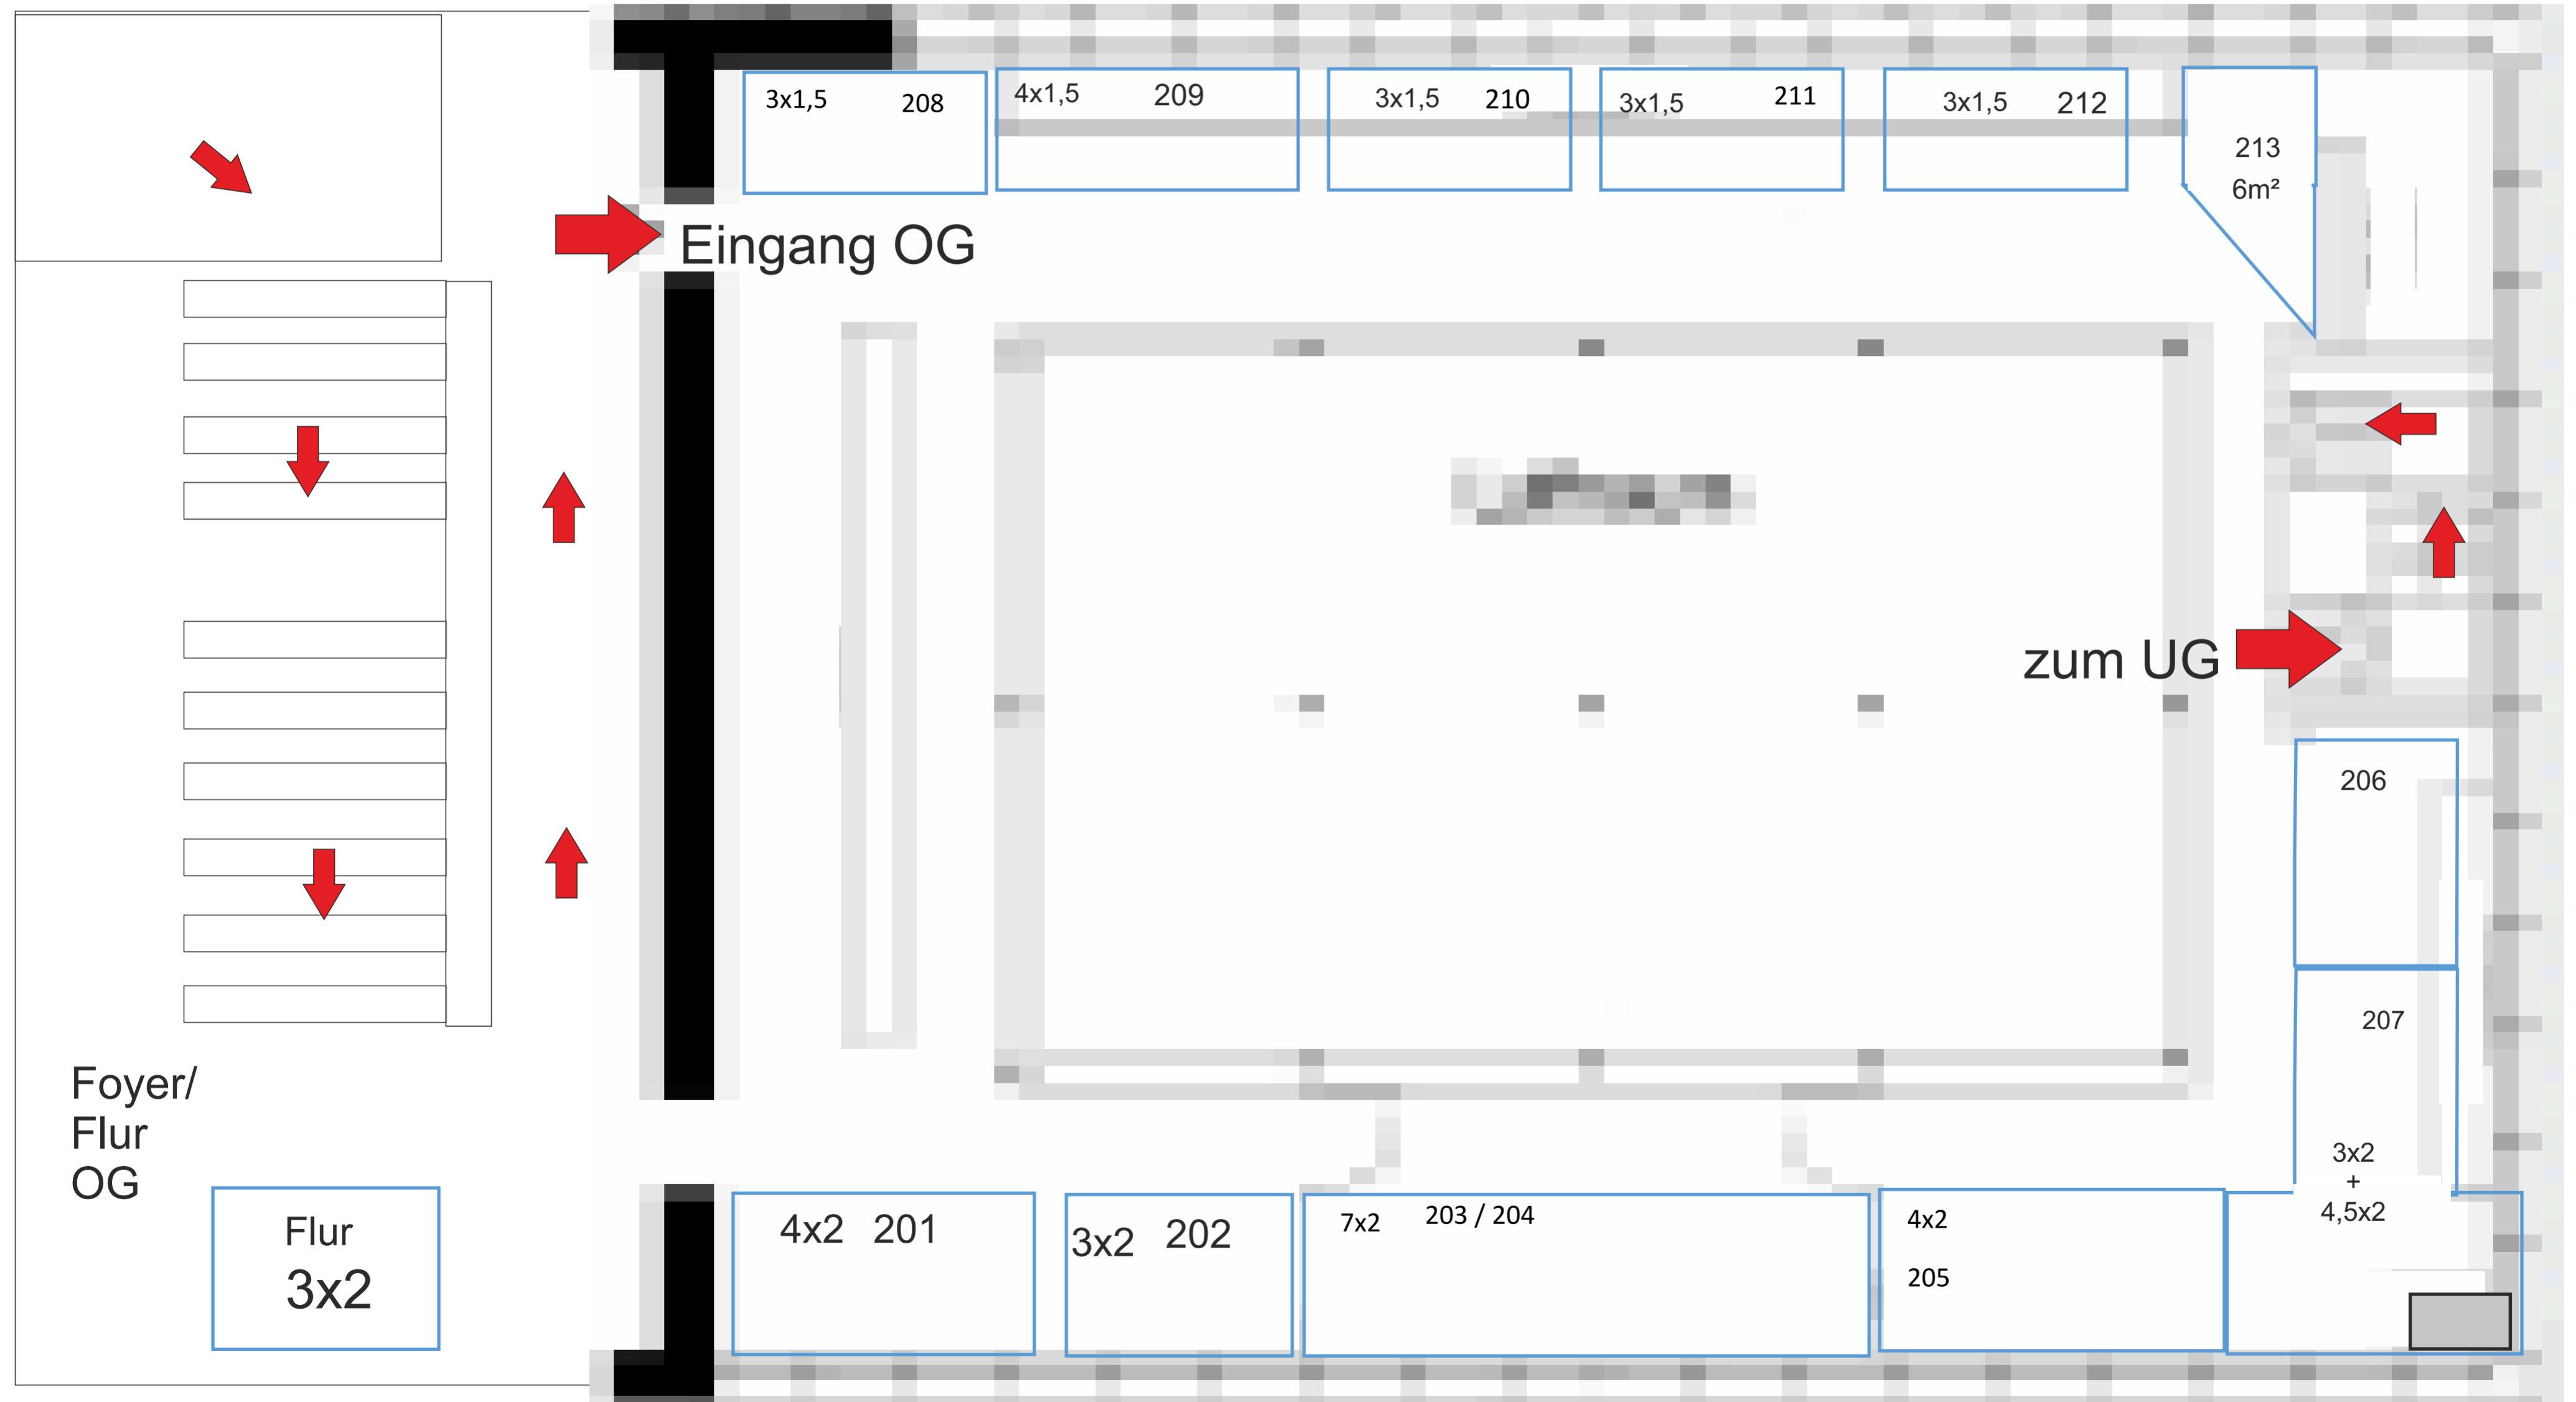 3x1,5 208
4x1,5 209
3x1,5 210
3x1,5 211
3x1,5 212
213
6m²
Eingang OG
zum UG
206
207
3x2
+
4,5x2
Foyer/
Flur
OG
Flur
3x2
4x2 201
3x2 202
7x2 203 / 204
4x2
205